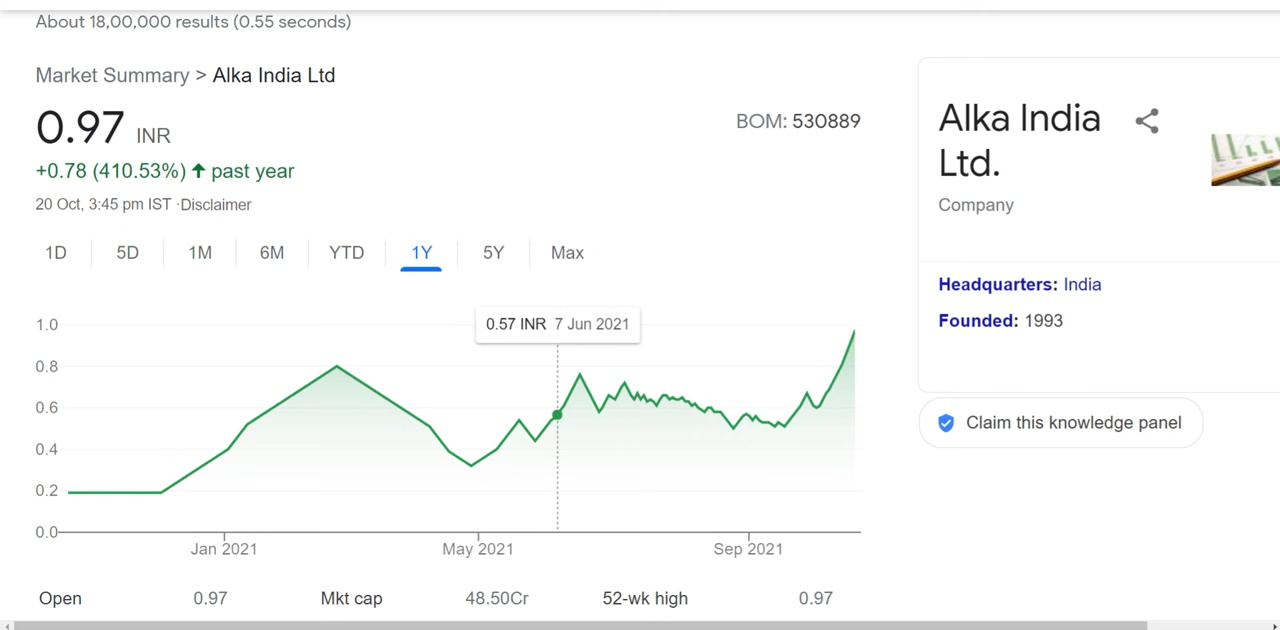 About 18,00,000 results (0.55 seconds)
Market Summary > Alka India Ltd
0.97 INR
BOM: 530889
+0.78 (410.53%) ↑ past year
20 Oct, 3:45 pm IST ·Disclaimer
1D 5D 1M 6M YTD 1Y 5Y Max
0.57 INR 7 Jun 2021
1.0
0.8
0.6
0.4
0.2
0.0
Jan 2021 May 2021 Sep 2021
Open 0.97 Mkt cap 48.50Cr 52-wk high 0.97
Alka India
Ltd.
Company
Headquarters: India
Founded: 1993
Claim this knowledge panel